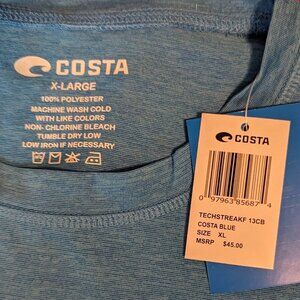 COSTA
X-LARGE
100% POLYESTER
MACHINE WASH COLD
WITH LIKE COLORS
NON- CHLORINE BLEACH
TUMBLE DRY LOW
LOW IRON IF NECESSARY
COSTA
0 97963 85687 4
TECHSTREAKF 13CB
COSTA BLUE
SIZE XL
MSRP $45.00